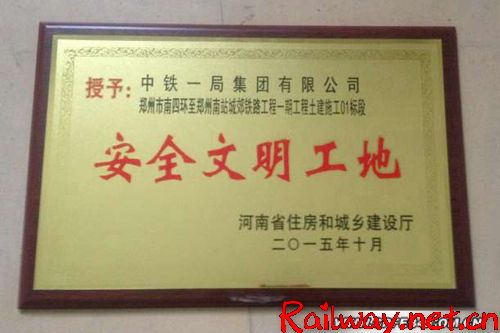 授予：中铁一局集团有限公司
郑州市南四环至郑州南站城郊铁路工程一期工程土建施工01标段
安全文明工地
河南省住房和城乡建设厅
二〇一五年十月
Railway.net.cn